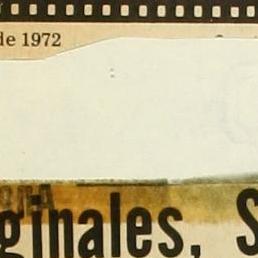 de 1972
ginales, S